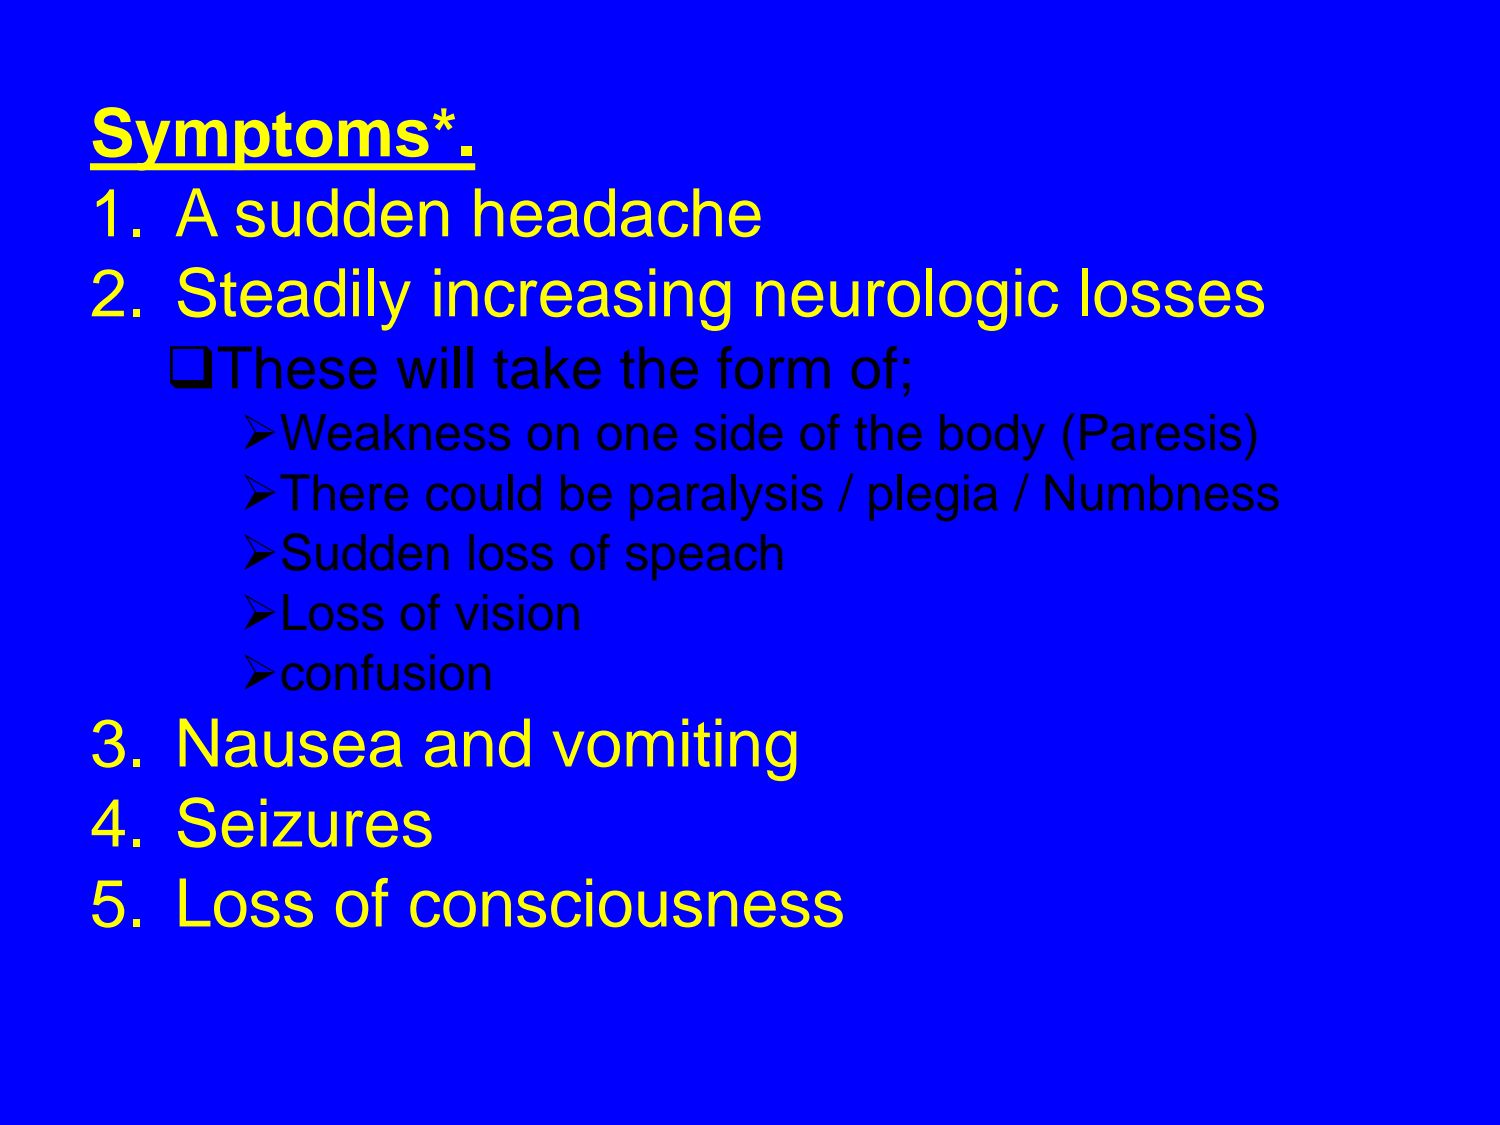 Symptoms*.
1. A sudden headache
2. Steadily increasing neurologic losses
❑These will take the form of;
➢Weakness on one side of the body (Paresis)
➢There could be paralysis / plegia / Numbness
➢Sudden loss of speach
➢Loss of vision
➢confusion
3. Nausea and vomiting
4. Seizures
5. Loss of consciousness